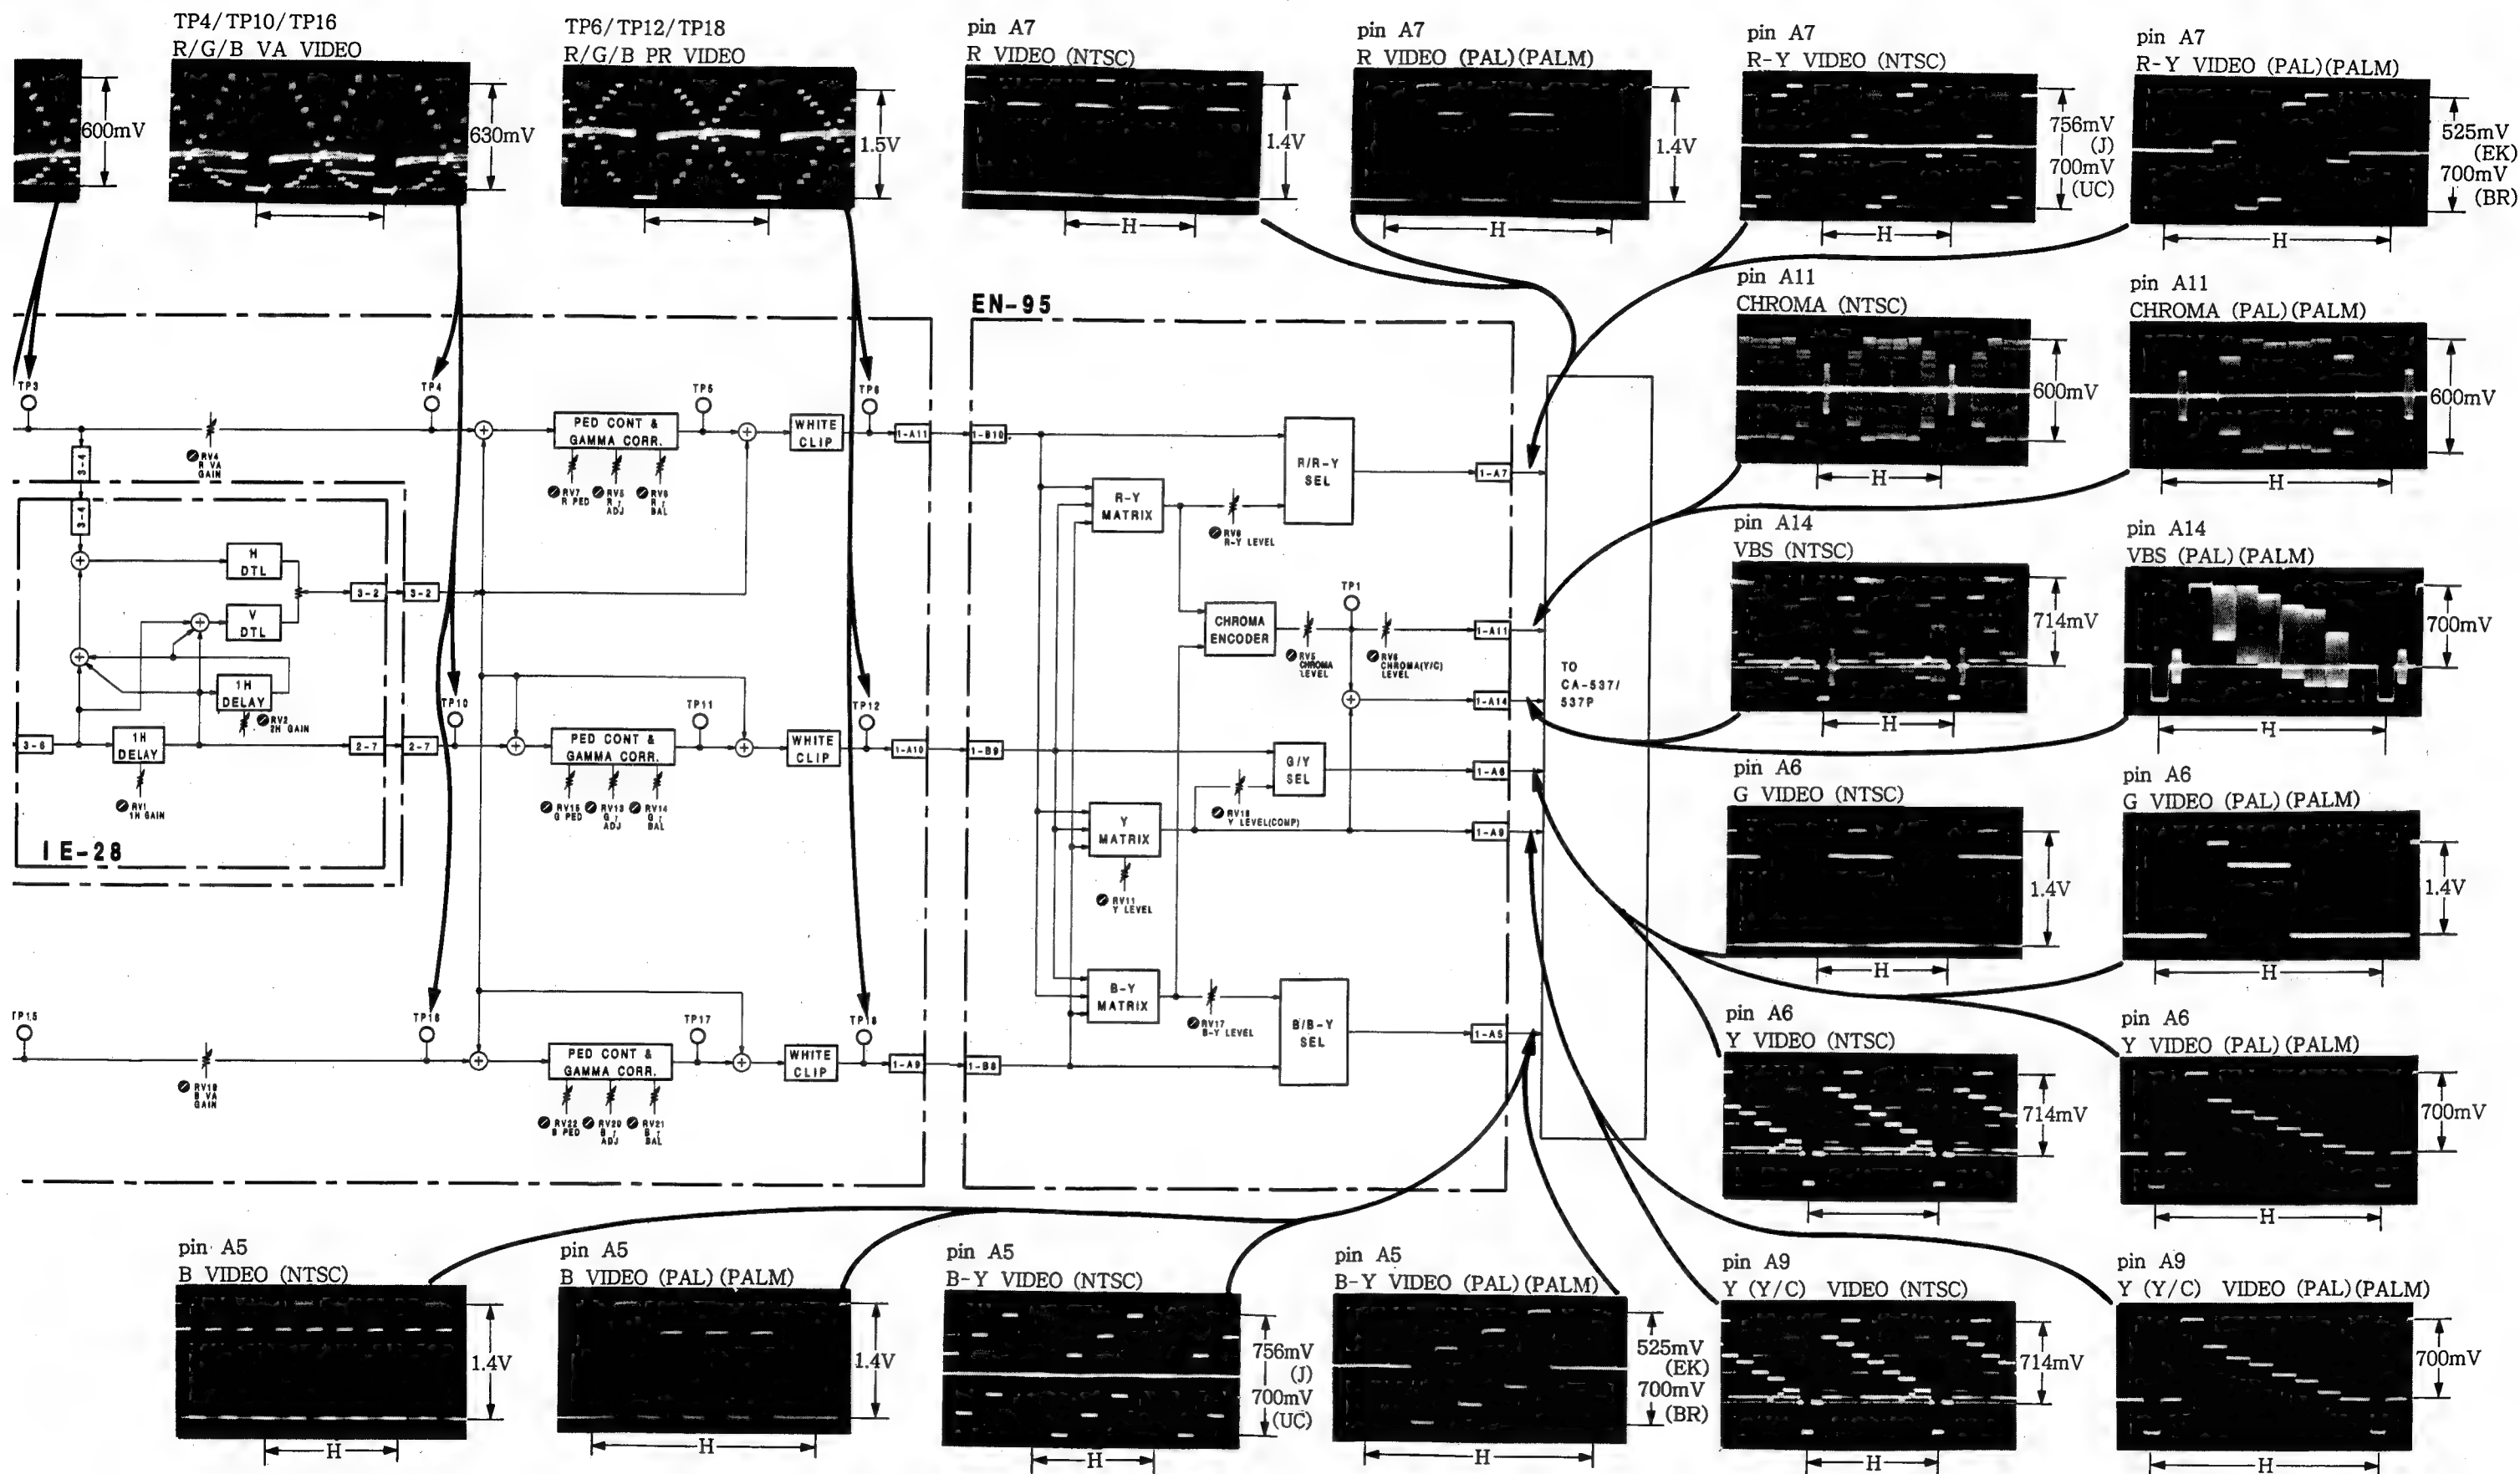 TP4/TP10/TP16
R/G/B VA VIDEO
600mV
630mV
TP6/TP12/TP18
R/G/B PR VIDEO
1.5V
pin A7
R VIDEO (NTSC)
1.4V
H
pin A7
R VIDEO (PAL)(PALM)
1.4V
H
pin A7
R-Y VIDEO (NTSC)
756mV
(J)
700mV
(UC)
H
pin A7
R-Y VIDEO (PAL)(PALM)
525mV
(EK)
700mV
(BR)
H
pin A11
CHROMA (NTSC)
600mV
H
pin A11
CHROMA (PAL)(PALM)
600mV
H
pin A14
VBS (NTSC)
714mV
H
pin A14
VBS (PAL)(PALM)
700mV
H
pin A6
G VIDEO (NTSC)
1.4V
H
pin A6
G VIDEO (PAL)(PALM)
1.4V
H
pin A6
Y VIDEO (NTSC)
714mV
pin A6
Y VIDEO (PAL)(PALM)
700mV
H
pin A9
Y (Y/C) VIDEO (NTSC)
714mV
H
pin A9
Y (Y/C) VIDEO (PAL)(PALM)
700mV
H
TP3
TP4
TP5
TP6
RV4
R VA
GAIN
3-4
3-4
PED CONT &
GAMMA CORR.
RV7
R PED
RV5
R γ
ADJ
RV6
R γ
BAL
WHITE
CLIP
1-A11
H
DTL
V
DTL
1H
DELAY
RV2
2H GAIN
3-2
3-2
3-6
1H
DELAY
RV1
1H GAIN
2-7
2-7
IE-28
TP10
TP11
TP12
PED CONT &
GAMMA CORR.
RV15
G PED
RV13
G γ
ADJ
RV14
G γ
BAL
WHITE
CLIP
1-A10
TP15
TP16
TP17
TP18
RV19
B VA
GAIN
PED CONT &
GAMMA CORR.
RV22
B PED
RV20
B γ
ADJ
RV21
B γ
BAL
WHITE
CLIP
1-A9
EN-95
1-B10
R-Y
MATRIX
RV8
R-Y LEVEL
R/R-Y
SEL
1-A7
CHROMA
ENCODER
RV5
CHROMA
LEVEL
TP1
RV6
CHROMA(Y/C)
LEVEL
1-A11
1-A14
1-B9
G/Y
SEL
1-A6
RV18
Y LEVEL(COMP)
Y
MATRIX
RV11
Y LEVEL
1-A9
B-Y
MATRIX
RV17
B-Y LEVEL
B/B-Y
SEL
1-A5
1-B8
TO
CA-537/
537P
pin A5
B VIDEO (NTSC)
1.4V
H
pin A5
B VIDEO (PAL)(PALM)
1.4V
H
pin A5
B-Y VIDEO (NTSC)
756mV
(J)
700mV
(UC)
H
pin A5
B-Y VIDEO (PAL)(PALM)
525mV
(EK)
700mV
(BR)
H